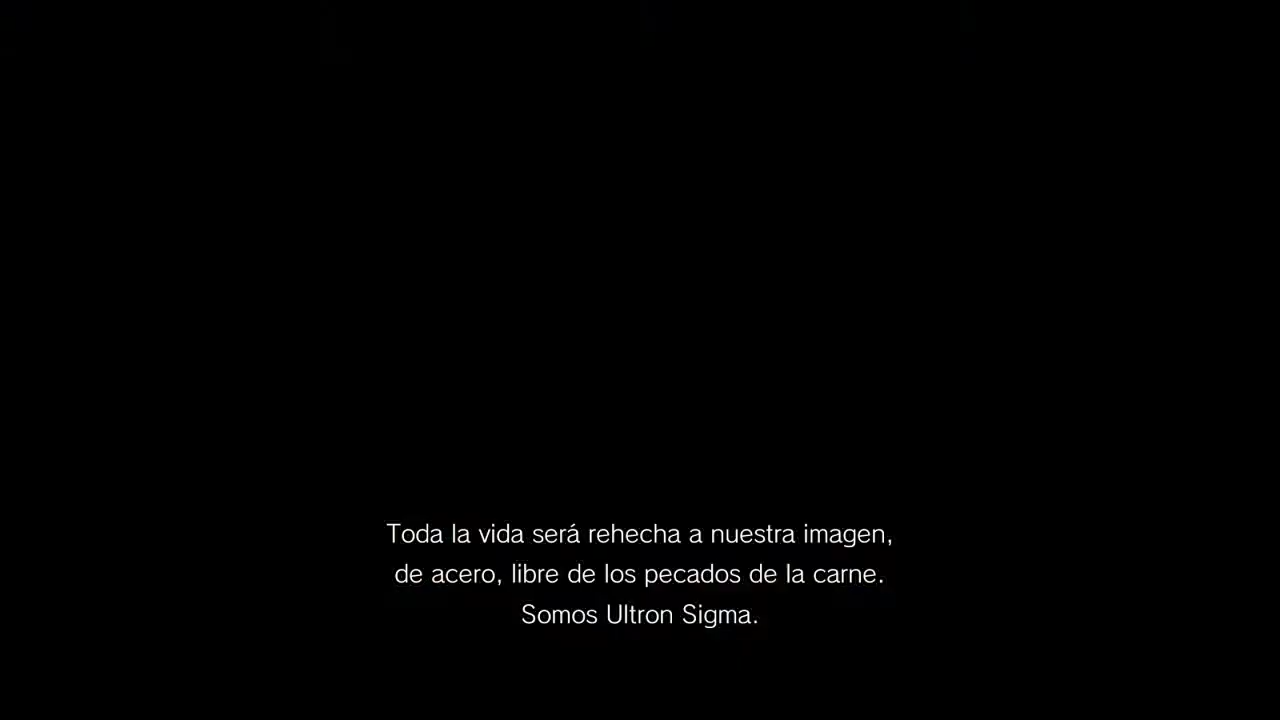 Toda la vida será rehecha a nuestra imagen,
de acero, libre de los pecados de la carne.
Somos Ultron Sigma.